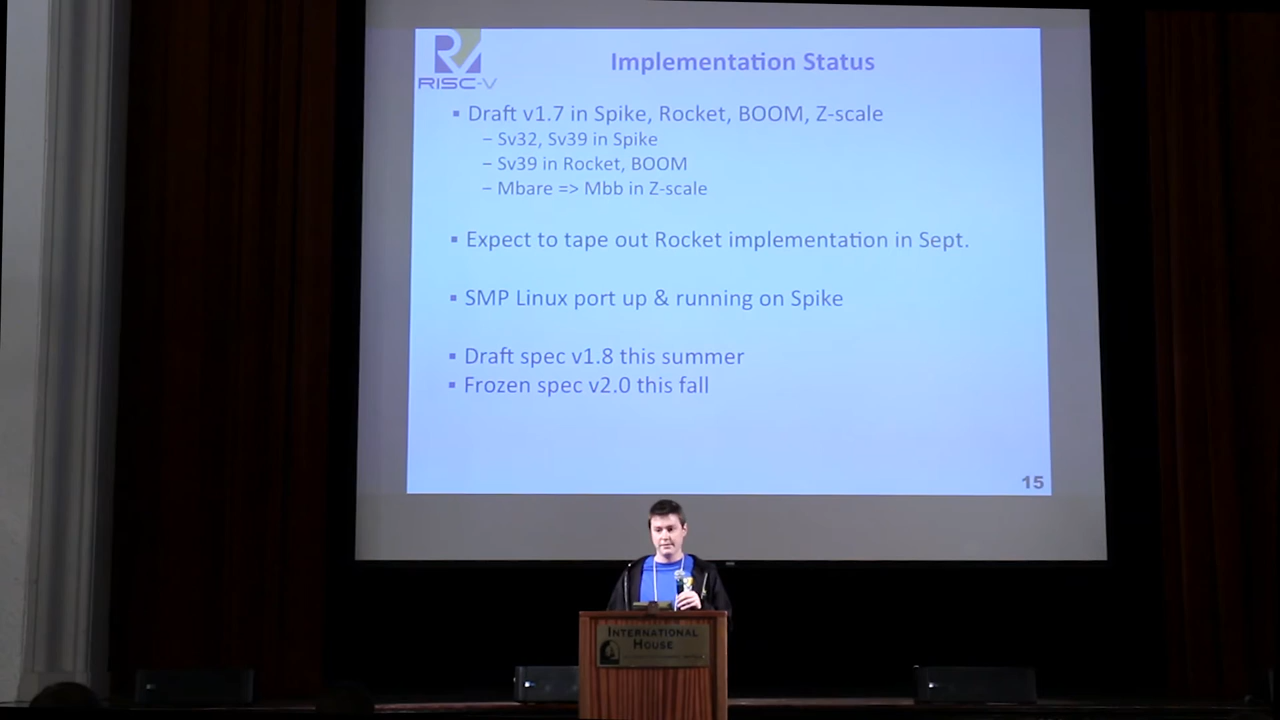 RISC-V
Implementation Status
▪ Draft v1.7 in Spike, Rocket, BOOM, Z-scale
– Sv32, Sv39 in Spike
– Sv39 in Rocket, BOOM
– Mbare => Mbb in Z-scale
▪ Expect to tape out Rocket implementation in Sept.
▪ SMP Linux port up & running on Spike
▪ Draft spec v1.8 this summer
▪ Frozen spec v2.0 this fall
15
INTERNATIONAL
HOUSE